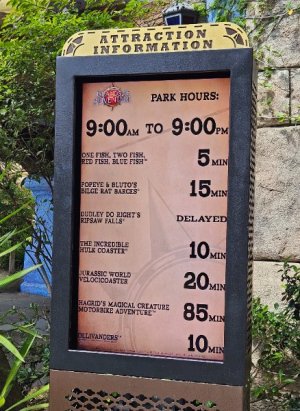 ATTRACTION
INFORMATION
PARK HOURS:
9:00AM TO 9:00PM
ONE FISH, TWO FISH,
RED FISH, BLUE FISH™ 5 MIN
POPEYE & BLUTO'S
BILGE RAT BARGES® 15 MIN
DUDLEY DO RIGHT'S
RIPSAW FALLS® DELAYED
THE INCREDIBLE
HULK COASTER® 10 MIN
JURASSIC WORLD
VELOCICOASTER 20 MIN
HAGRID'S MAGICAL CREATURE
MOTORBIKE ADVENTURE™ 85 MIN
OLLIVANDERS™ 10 MIN